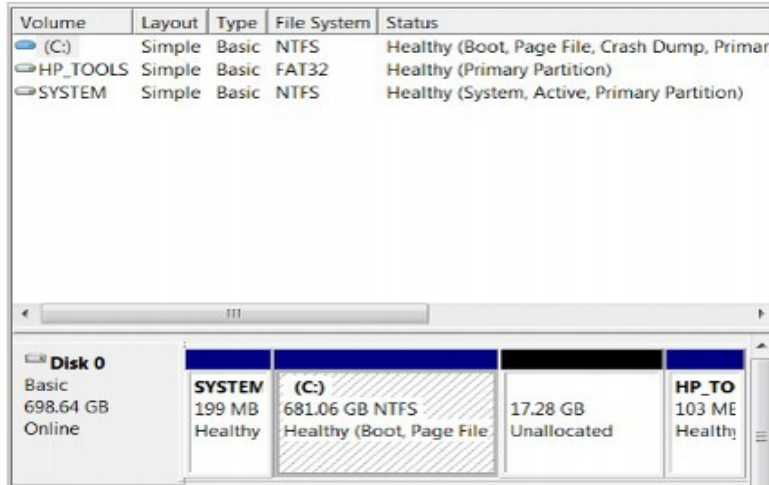 Volume Layout Type File System Status
(C:) Simple Basic NTFS Healthy (Boot, Page File, Crash Dump, Primar
HP_TOOLS Simple Basic FAT32 Healthy (Primary Partition)
SYSTEM Simple Basic NTFS Healthy (System, Active, Primary Partition)
Disk 0
Basic
698.64 GB
Online
SYSTEM
199 MB
Healthy
(C:)
681.06 GB NTFS
Healthy (Boot, Page File
17.28 GB
Unallocated
HP_TO
103 ME
Healthy